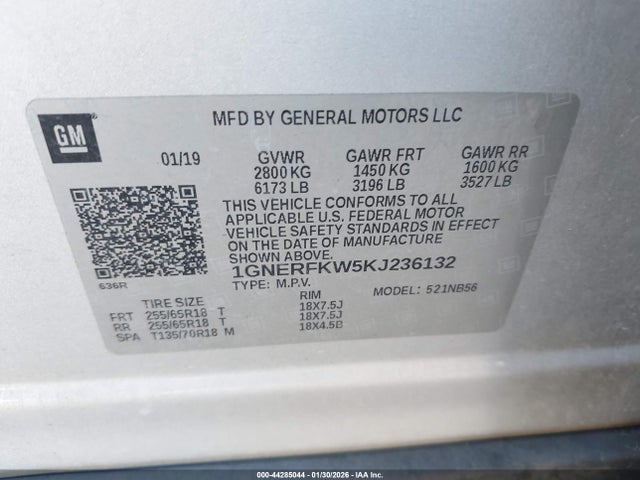 GM
MFD BY GENERAL MOTORS LLC
01/19 GVWR GAWR FRT GAWR RR
2800 KG 1450 KG 1600 KG
6173 LB 3196 LB 3527 LB
THIS VEHICLE CONFORMS TO ALL
APPLICABLE U.S. FEDERAL MOTOR
VEHICLE SAFETY STANDARDS IN EFFECT
ON THE DATE OF MANUFACTURE
1GNERFKW5KJ236132
TYPE: M.P.V. MODEL: 521NB56
636R
TIRE SIZE RIM
FRT 255/65R18 T 18X7.5J
RR 255/65R18 T 18X7.5J
SPA T135/70R18 M 18X4.5B
000-44285044 | 01/30/2026 - IAA Inc.